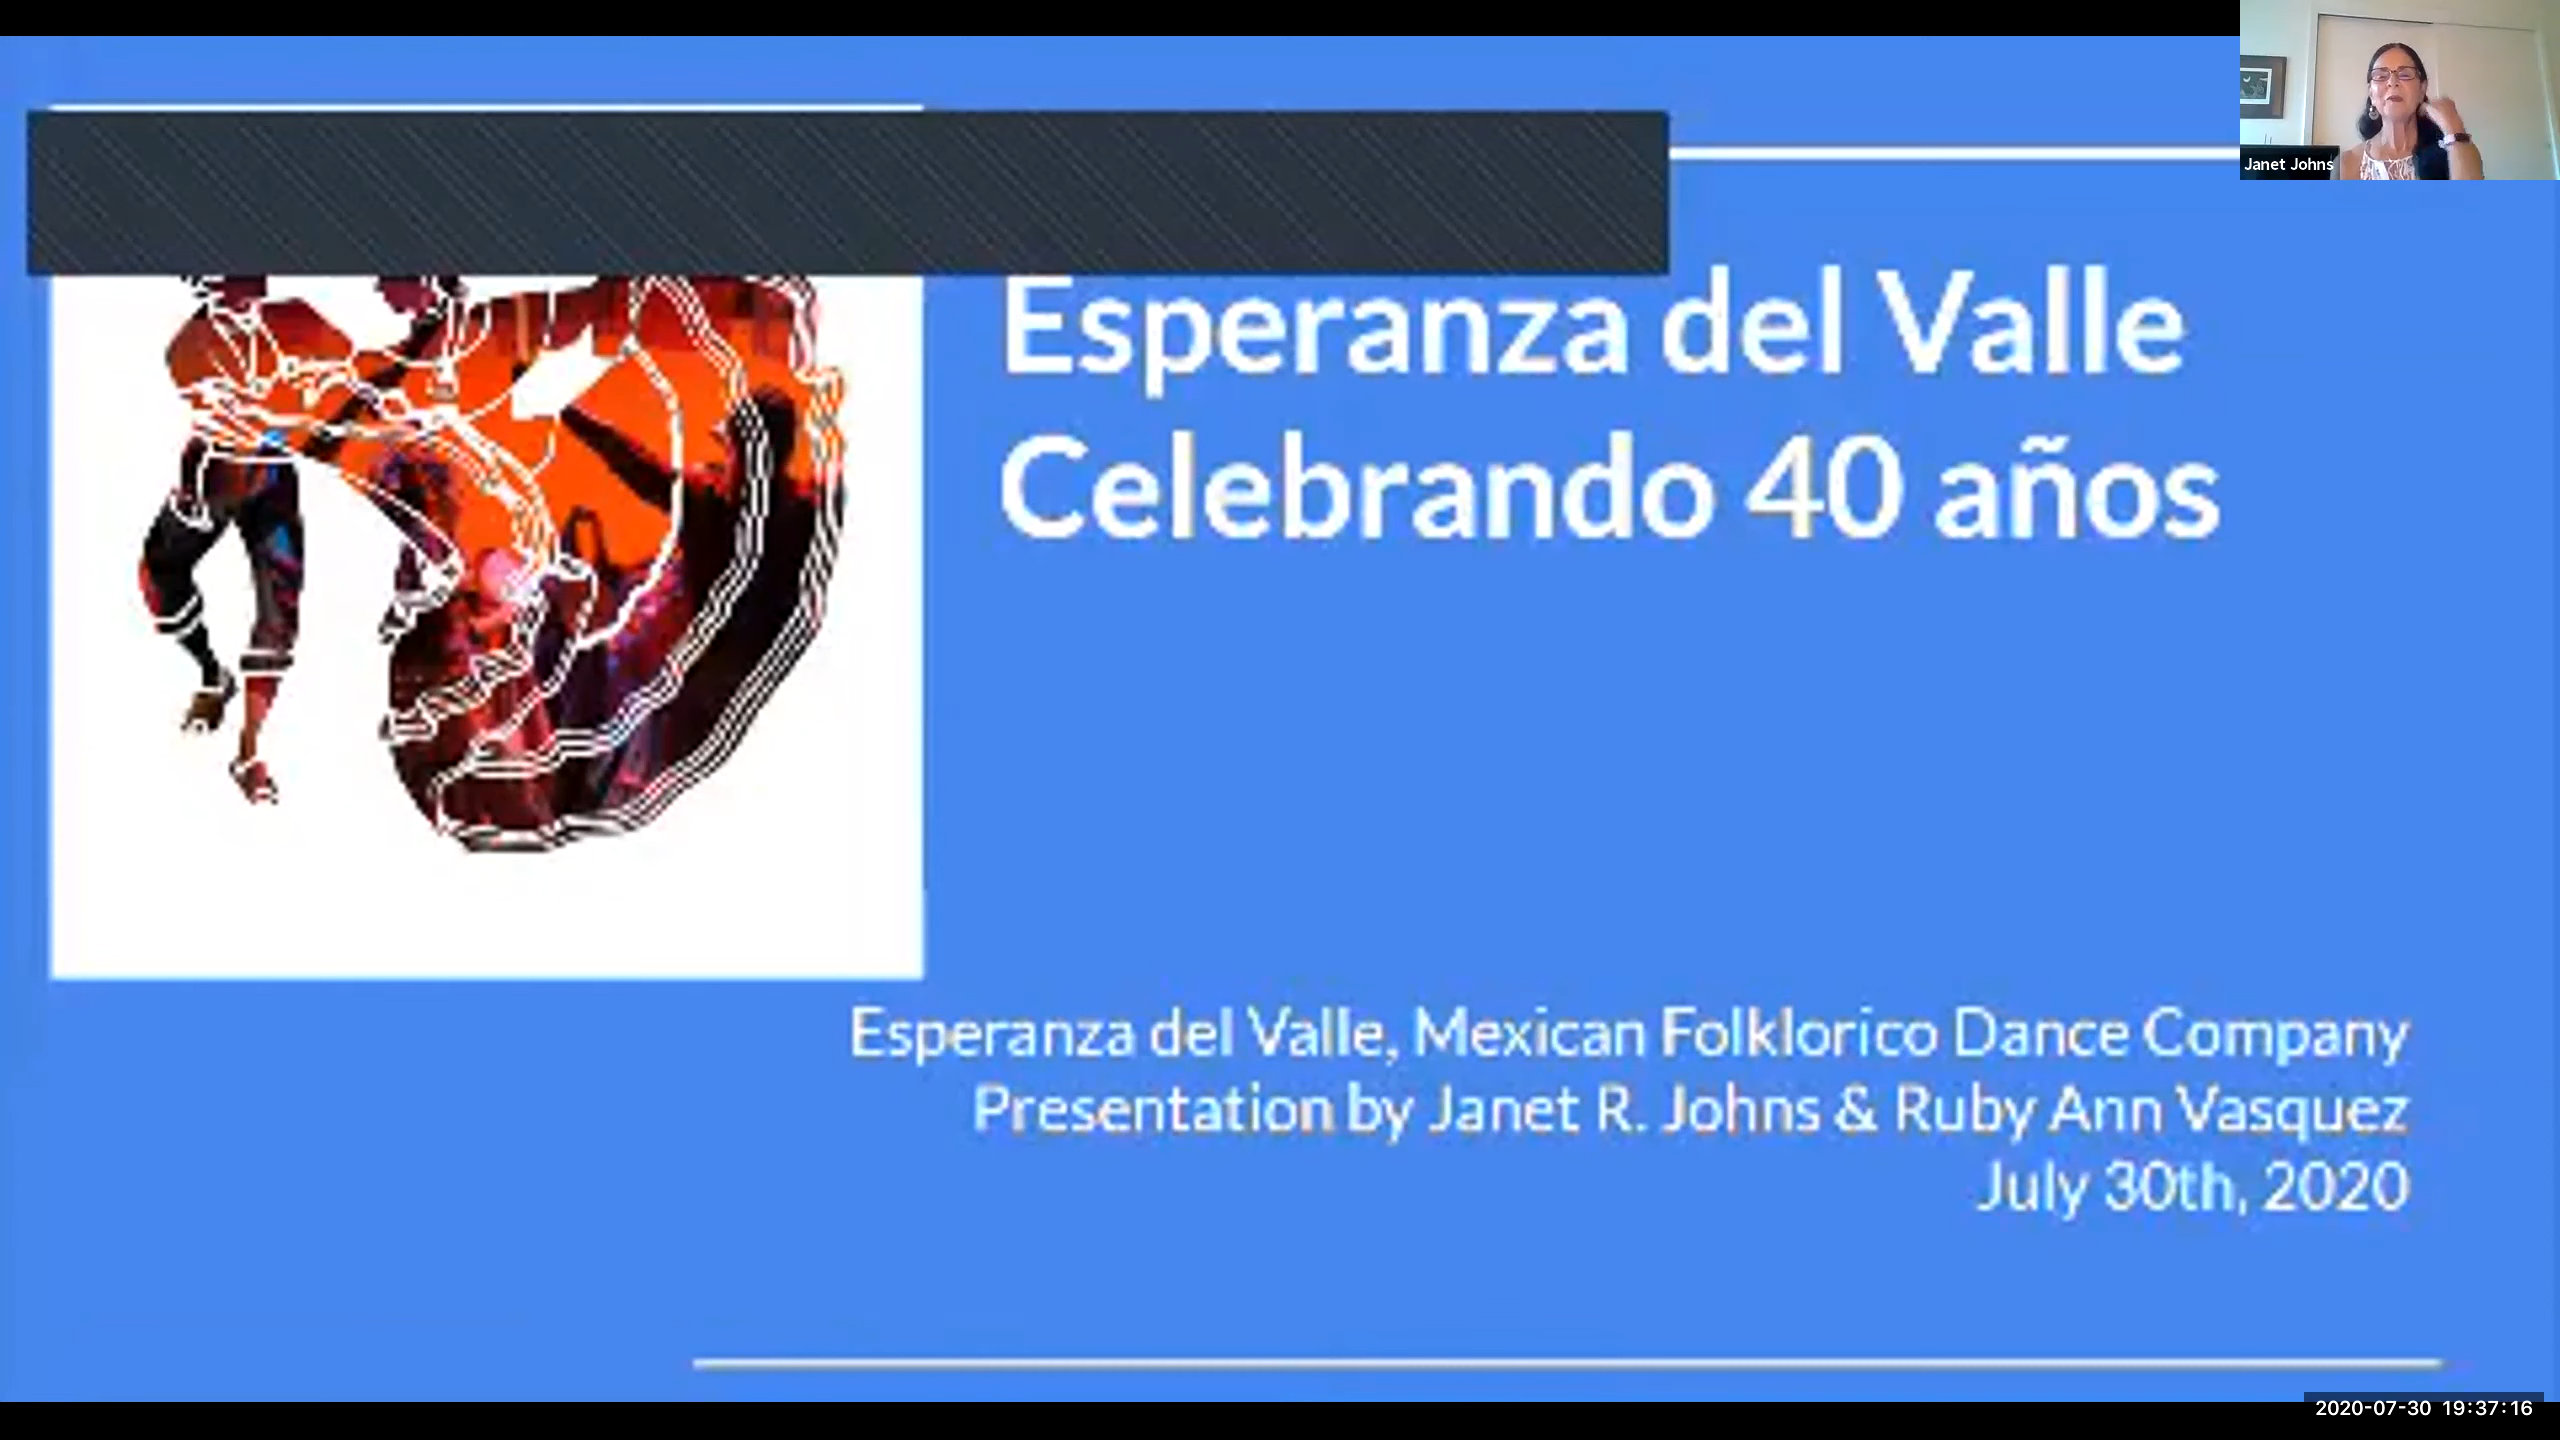 Janet Johns
Esperanza del Valle
Celebrando 40 años
Esperanza del Valle, Mexican Folklorico Dance Company
Presentation by Janet R. Johns & Ruby Ann Vasquez
July 30th, 2020
2020-07-30 19:37:16